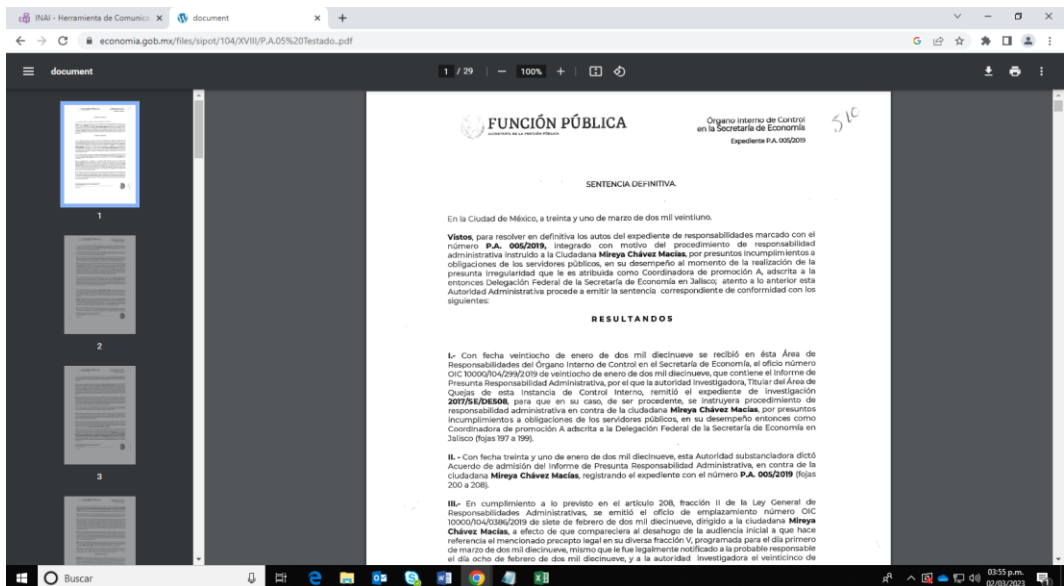 INAI - Herramienta de Comunica
document
economia.gob.mx/files/sipot/104/XVIII/P.A.05%20Testado_.pdf
document
1 / 29
100%
FUNCIÓN PÚBLICA
SECRETARÍA DE LA FUNCIÓN PÚBLICA
Órgano Interno de Control
en la Secretaría de Economía
Expediente P.A. 005/2019
510
SENTENCIA DEFINITIVA.
En la Ciudad de México, a treinta y uno de marzo de dos mil veintiuno.
Vistos, para resolver en definitiva los autos del expediente de responsabilidades marcado con el
número P.A. 005/2019, integrado con motivo del procedimiento de responsabilidad
administrativa instruido a la Ciudadana Mireya Chávez Macías, por presuntos incumplimientos a
obligaciones de los servidores públicos, en su desempeño al momento de la realización de la
presunta irregularidad que le es atribuida como Coordinadora de promoción A, adscrita a la
entonces Delegación Federal de la Secretaría de Economía en Jalisco; atento a lo anterior esta
Autoridad Administrativa procede a emitir la sentencia correspondiente de conformidad con los
siguientes:
RESULTANDOS
I.- Con fecha veintiocho de enero de dos mil diecinueve se recibió en ésta Área de
Responsabilidades del Órgano Interno de Control en el Secretaría de Economía, el oficio número
OIC 10000/104/299/2019 de veintiocho de enero de dos mil diecinueve, que contiene el Informe de
Presunta Responsabilidad Administrativa, por el que la autoridad investigadora, Titular del Área de
Quejas de esta Instancia de Control Interno, remitió el expediente de investigación
2017/SE/DE508, para que en su caso, de ser procedente, se instruyera procedimiento de
responsabilidad administrativa en contra de la ciudadana Mireya Chávez Macías, por presuntos
incumplimientos a obligaciones de los servidores públicos, en su desempeño entonces como
Coordinadora de promoción A adscrita a la Delegación Federal de la Secretaría de Economía en
Jalisco (fojas 197 a 199).
II. - Con fecha treinta y uno de enero de dos mil diecinueve, esta Autoridad substanciadora dictó
Acuerdo de admisión del Informe de Presunta Responsabilidad Administrativa, en contra de la
ciudadana Mireya Chávez Macías, registrando el expediente con el número P.A. 005/2019 (fojas
200 a 208).
III.- En cumplimiento a lo previsto en el artículo 208, fracción II de la Ley General de
Responsabilidades Administrativas, se emitió el oficio de emplazamiento número OIC
10000/104/0386/2019 de siete de febrero de dos mil diecinueve, dirigido a la ciudadana Mireya
Chávez Macías, a efecto de que compareciera al desahogo de la audiencia inicial a que hace
referencia el mencionado precepto legal en su diversa fracción V, programada para el día primero
de marzo de dos mil diecinueve, mismo que le fue legalmente notificado a la probable responsable
el día ocho de febrero de dos mil diecinueve, y a la autoridad investigadora el veinticinco de
1
2
3
Buscar
03:55 p.m.
02/03/2023